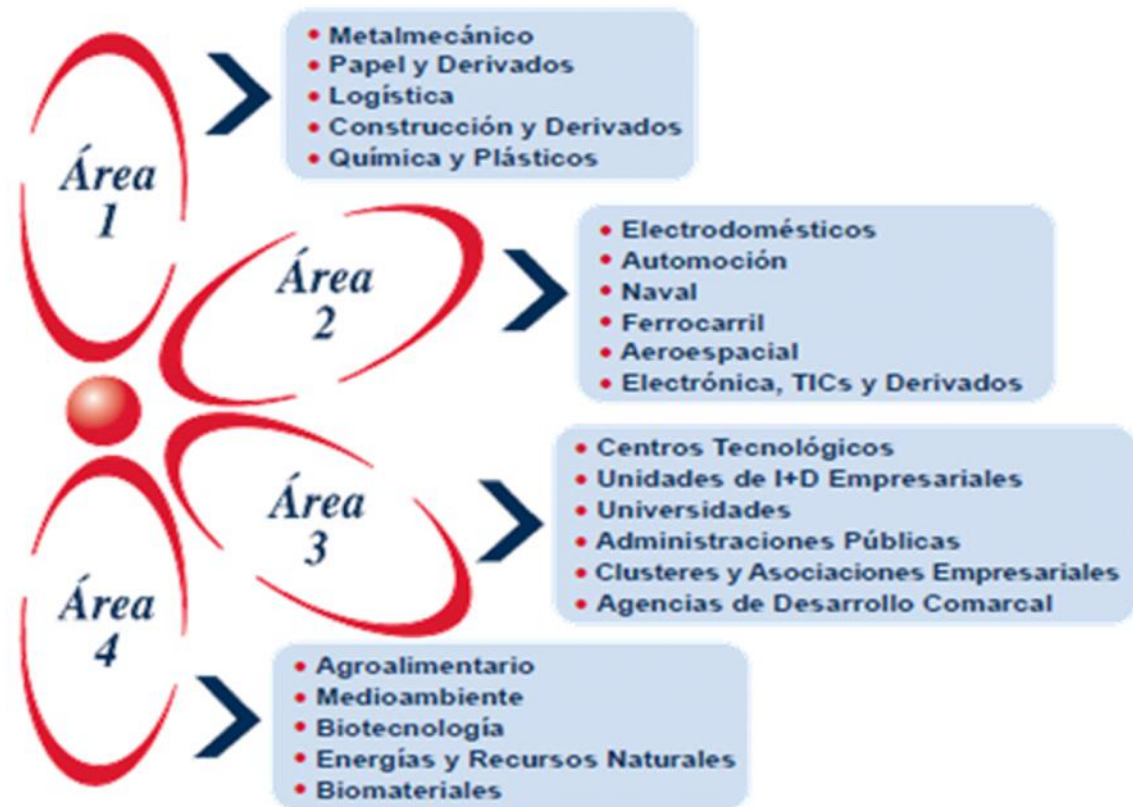 Área
1
• Metalmecánico
• Papel y Derivados
• Logística
• Construcción y Derivados
• Química y Plásticos
Área
2
• Electrodomésticos
• Automoción
• Naval
• Ferrocarril
• Aeroespacial
• Electrónica, TICs y Derivados
Área
3
• Centros Tecnológicos
• Unidades de I+D Empresariales
• Universidades
• Administraciones Públicas
• Clusteres y Asociaciones Empresariales
• Agencias de Desarrollo Comarcal
Área
4
• Agroalimentario
• Medioambiente
• Biotecnología
• Energías y Recursos Naturales
• Biomateriales